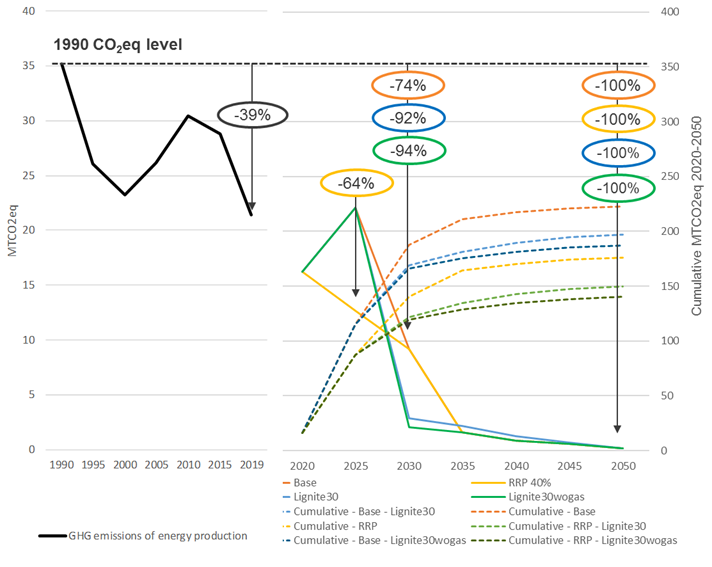 MTCO2eq
40
35
30
25
20
15
10
5
0
1990 CO₂eq level
-39%
1990 1995 2000 2005 2010 2015 2019
GHG emissions of energy production
-74%
-92%
-94%
-64%
-100%
-100%
-100%
-100%
400
350
300
250
200
150
100
50
0
Cumulative MTCO2eq 2020-2050
2020 2025 2030 2035 2040 2045 2050
Base RRP 40%
Lignite30 Lignite30wogas
Cumulative - Base - Lignite30 Cumulative - Base
Cumulative - RRP Cumulative - RRP - Lignite30
Cumulative - Base - Lignite30wogas Cumulative - RRP - Lignite30wogas